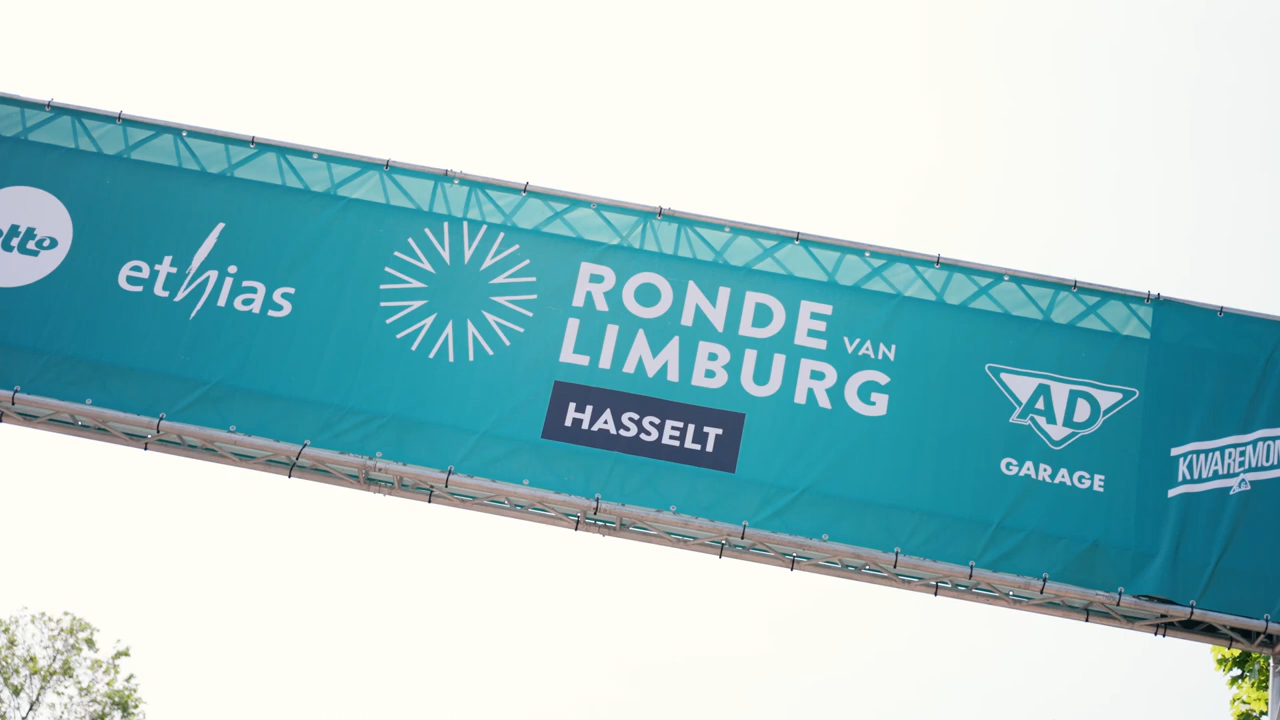 ethias
RONDE VAN
LIMBURG
HASSELT
AD
GARAGE